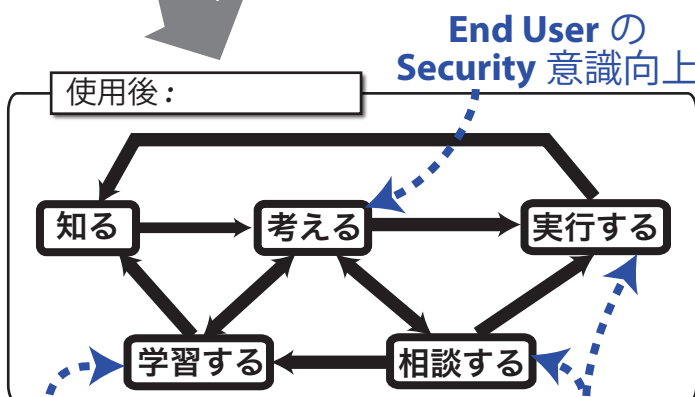 End User の
Security 意識向上
使用後:
知る
考える
実行する
学習する
相談する